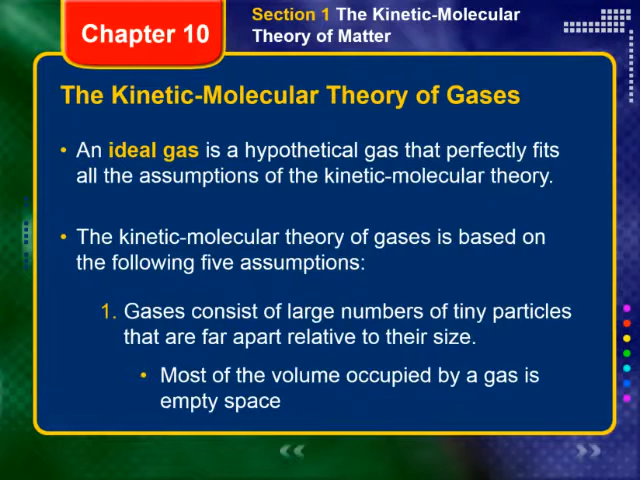 Chapter 10
Section 1 The Kinetic-Molecular
Theory of Matter
The Kinetic-Molecular Theory of Gases
• An ideal gas is a hypothetical gas that perfectly fits
all the assumptions of the kinetic-molecular theory.
• The kinetic-molecular theory of gases is based on
the following five assumptions:
1. Gases consist of large numbers of tiny particles
that are far apart relative to their size.
• Most of the volume occupied by a gas is
empty space